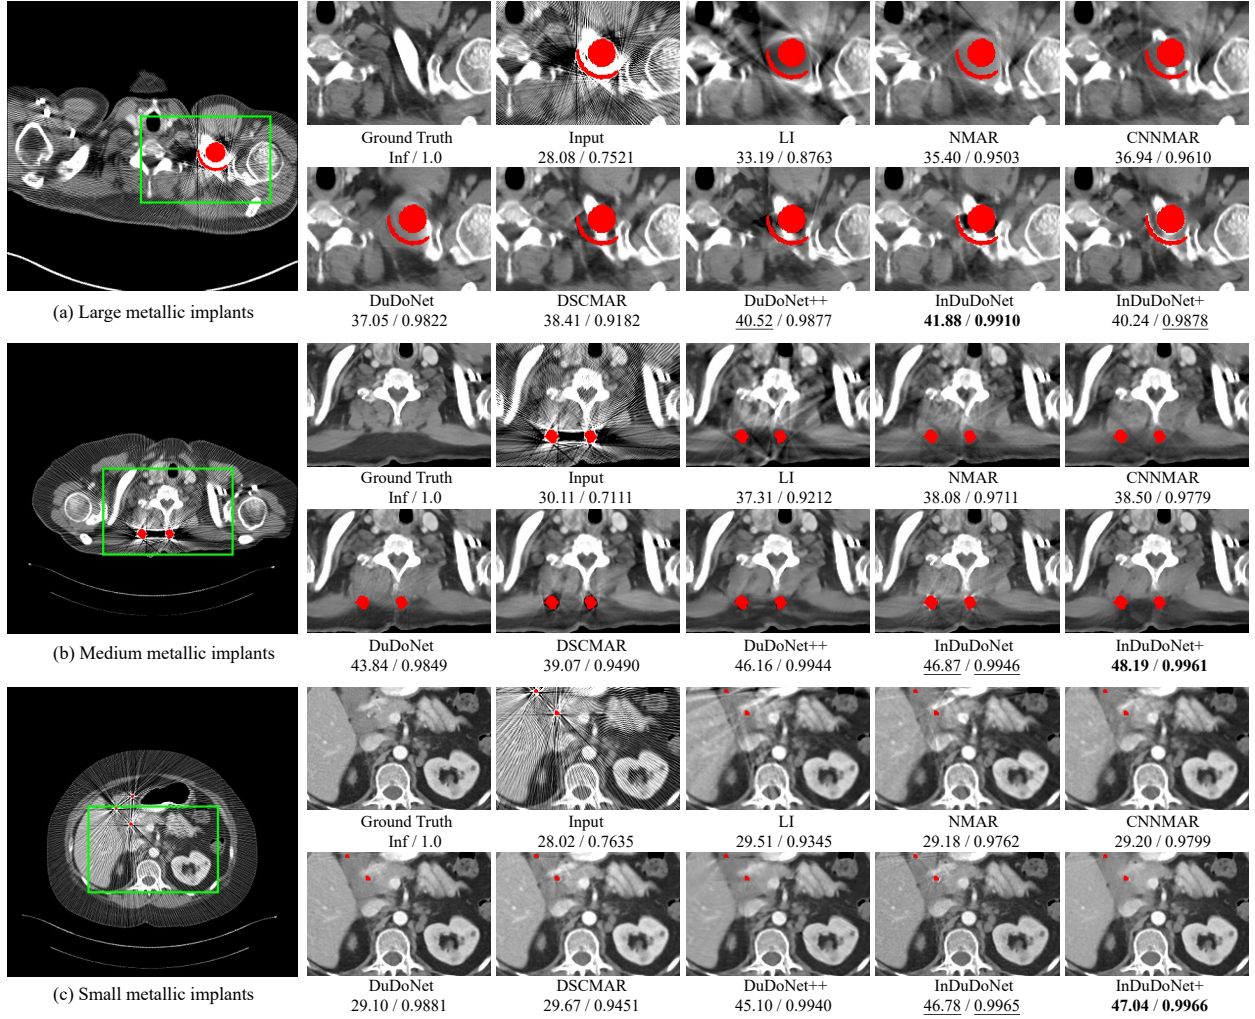 Ground Truth
Inf / 1.0
Input
28.08 / 0.7521
LI
33.19 / 0.8763
NMAR
35.40 / 0.9503
CNNMAR
36.94 / 0.9610
DuDoNet
37.05 / 0.9822
DSCMAR
38.41 / 0.9182
DuDoNet++
40.52 / 0.9877
InDuDoNet
41.88 / 0.9910
InDuDoNet+
40.24 / 0.9878
(a) Large metallic implants
Ground Truth
Inf / 1.0
Input
30.11 / 0.7111
LI
37.31 / 0.9212
NMAR
38.08 / 0.9711
CNNMAR
38.50 / 0.9779
DuDoNet
43.84 / 0.9849
DSCMAR
39.07 / 0.9490
DuDoNet++
46.16 / 0.9944
InDuDoNet
46.87 / 0.9946
InDuDoNet+
48.19 / 0.9961
(b) Medium metallic implants
Ground Truth
Inf / 1.0
Input
28.02 / 0.7635
LI
29.51 / 0.9345
NMAR
29.18 / 0.9762
CNNMAR
29.20 / 0.9799
DuDoNet
29.10 / 0.9881
DSCMAR
29.67 / 0.9451
DuDoNet++
45.10 / 0.9940
InDuDoNet
46.78 / 0.9965
InDuDoNet+
47.04 / 0.9966
(c) Small metallic implants